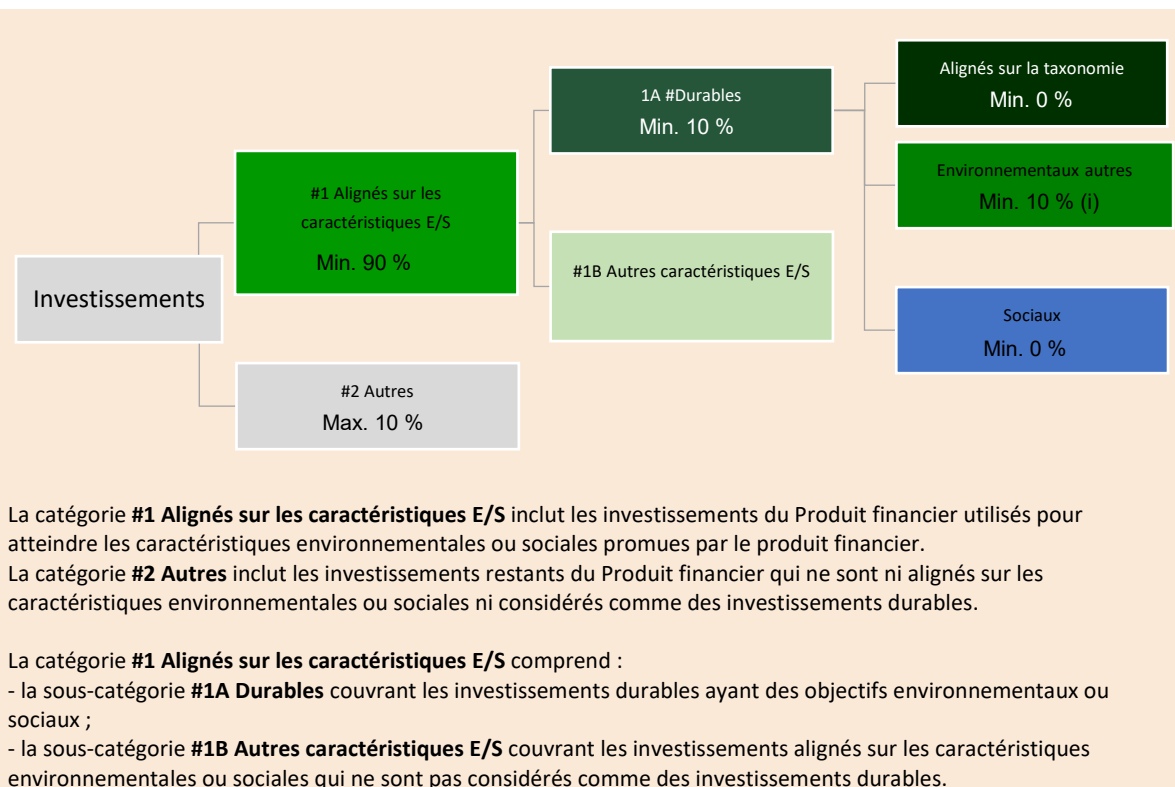 Investissements
#1 Alignés sur les
caractéristiques E/S
Min. 90 %
#2 Autres
Max. 10 %
1A #Durables
Min. 10 %
#1B Autres caractéristiques E/S
Alignés sur la taxonomie
Min. 0 %
Environnementaux autres
Min. 10 % (i)
Sociaux
Min. 0 %
La catégorie #1 Alignés sur les caractéristiques E/S inclut les investissements du Produit financier utilisés pour
atteindre les caractéristiques environnementales ou sociales promues par le produit financier.
La catégorie #2 Autres inclut les investissements restants du Produit financier qui ne sont ni alignés sur les
caractéristiques environnementales ou sociales ni considérés comme des investissements durables.
La catégorie #1 Alignés sur les caractéristiques E/S comprend :
- la sous-catégorie #1A Durables couvrant les investissements durables ayant des objectifs environnementaux ou
sociaux ;
- la sous-catégorie #1B Autres caractéristiques E/S couvrant les investissements alignés sur les caractéristiques
environnementales ou sociales qui ne sont pas considérés comme des investissements durables.